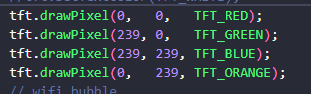 tft.drawPixel(0,   0,   TFT_RED);
tft.drawPixel(239, 0,   TFT_GREEN);
tft.drawPixel(239, 239, TFT_BLUE);
tft.drawPixel(0,   239, TFT_ORANGE);
// wifi bubble